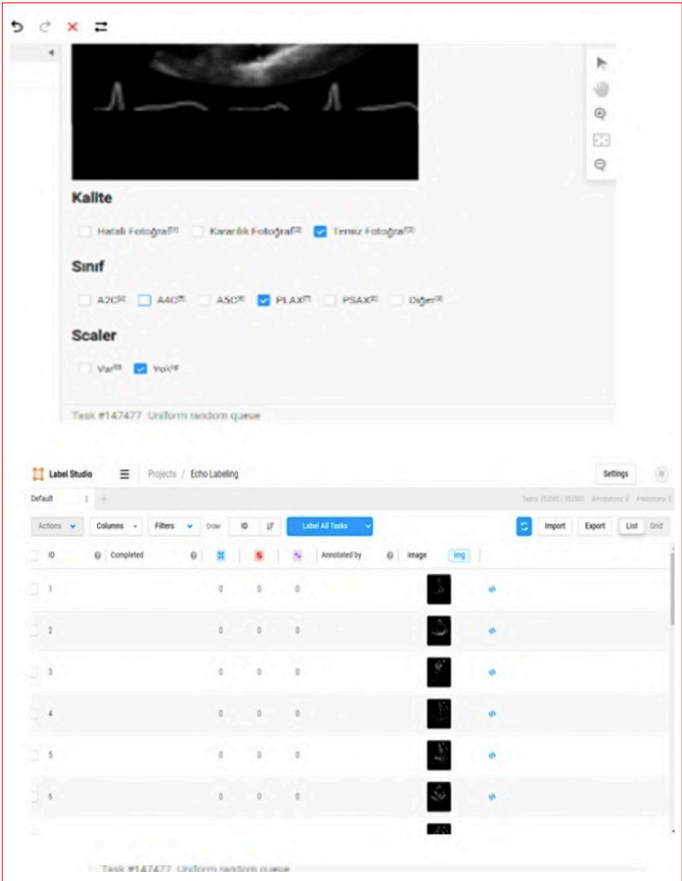 Kalite
Hatalı Fotoğraf[1] Karanlık Fotoğraf[2] Temiz Fotoğraf[3]
Sınıf
A2C[4] A4C[5] A5C[6] PLAX[7] PSAX[8] Diğer[9]
Scaler
Var[0] Yok[q]
Task #147477 Uniform random queue
Label Studio Projects / Echo Labeling Settings
Default + Annotations: 0 Predictions: 0
Actions Columns Filters Order ID Label All Tasks Import Export List Grid
ID Completed Annotated by image img
1 0 0 0
2 0 0 0
3 0 0 0
4 0 0 0
5 0 0 0
6 0 0 0
Task #147477 Uniform random queue